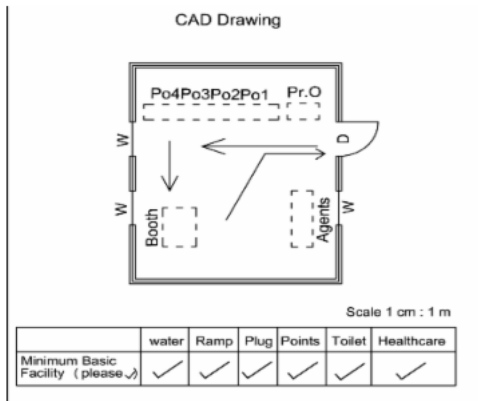 CAD Drawing
Po4Po3Po2Po1
Pr.O
W
D
W
Booth
Agents
W
Scale 1 cm : 1 m
water Ramp Plug Points Toilet Healthcare
Minimum Basic
Facility ( please ✓) ✓ ✓ ✓ ✓ ✓ ✓